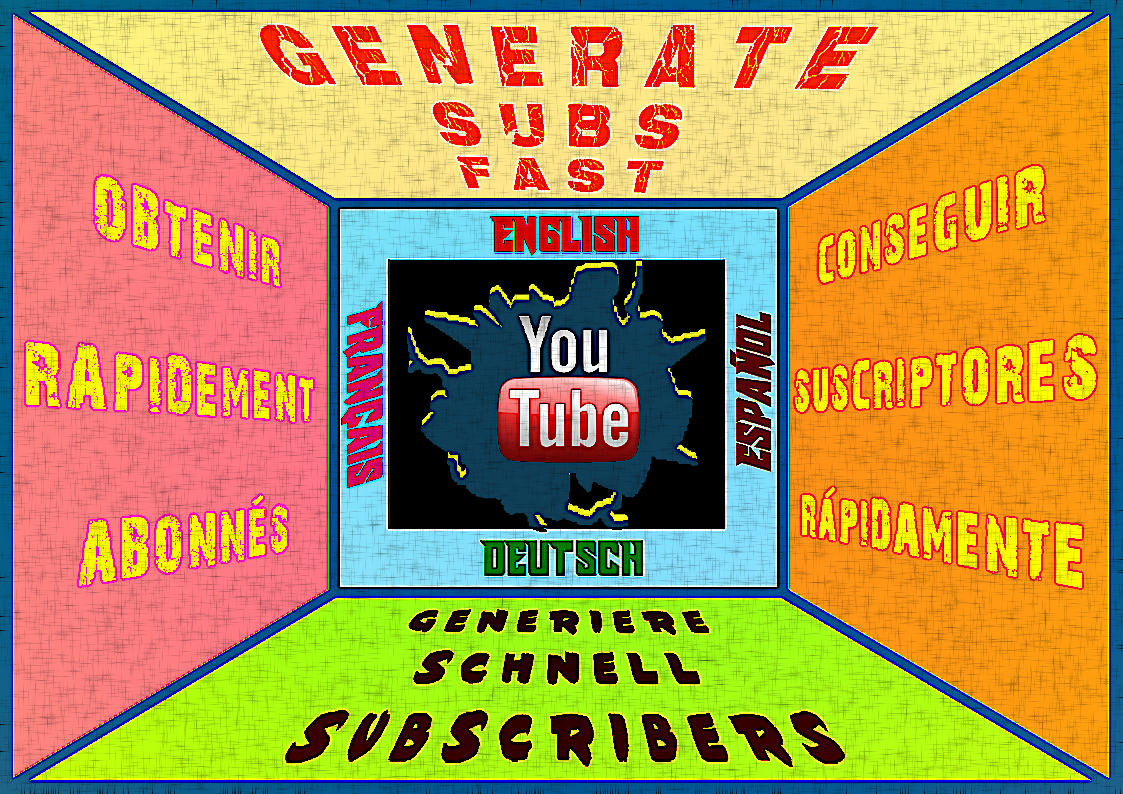 GENERATE
SUBS
FAST
OBTENIR
RAPIDEMENT
ABONNÉS
ENGLISH
FRANÇAIS
You
Tube
ESPAÑOL
DEUTSCH
CONSEGUIR
SUSCRIPTORES
RÁPIDAMENTE
GENERIERE
SCHNELL
SUBSCRIBERS